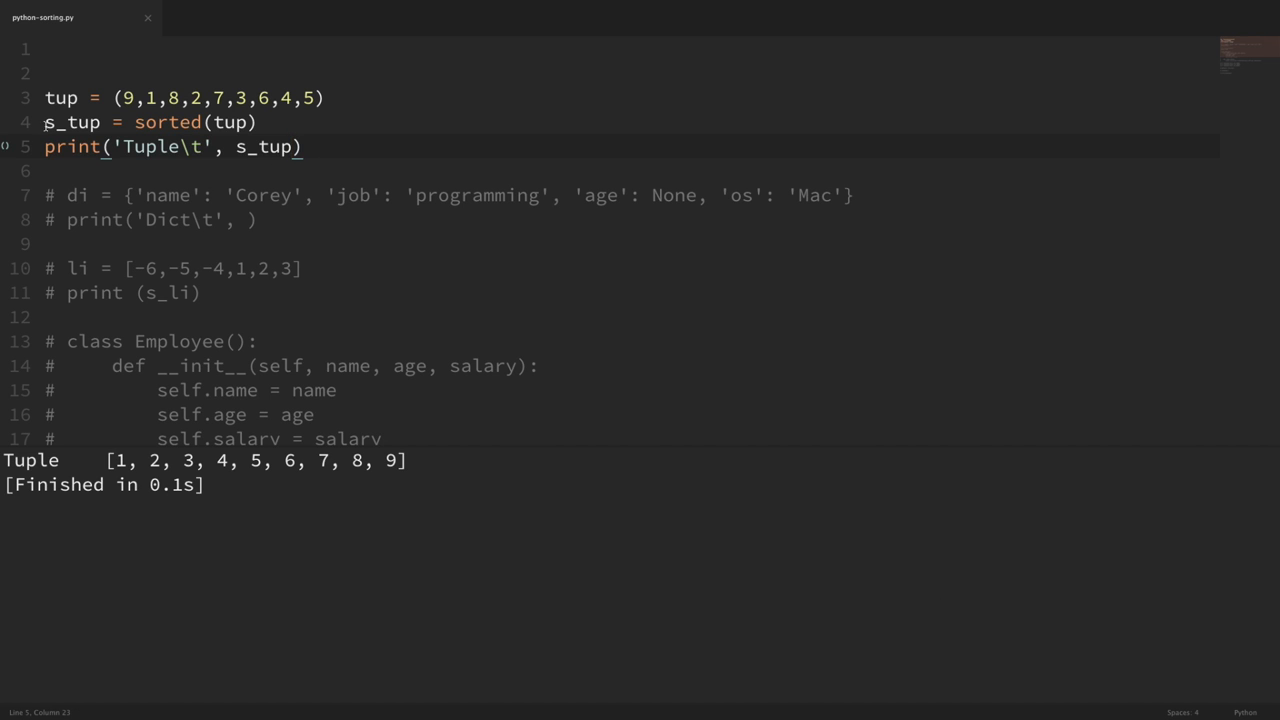 python-sorting.py ×
1
2
3 tup = (9,1,8,2,7,3,6,4,5)
4 s_tup = sorted(tup)
() 5 print('Tuple\t', s_tup)
6
7 # di = {'name': 'Corey', 'job': 'programming', 'age': None, 'os': 'Mac'}
8 # print('Dict\t', )
9
10 # li = [-6,-5,-4,1,2,3]
11 # print (s_li)
12
13 # class Employee():
14 #     def __init__(self, name, age, salary):
15 #         self.name = name
16 #         self.age = age
17 #         self.salary = salary
Tuple    [1, 2, 3, 4, 5, 6, 7, 8, 9]
[Finished in 0.1s]
Line 5, Column 23 Spaces: 4 Python